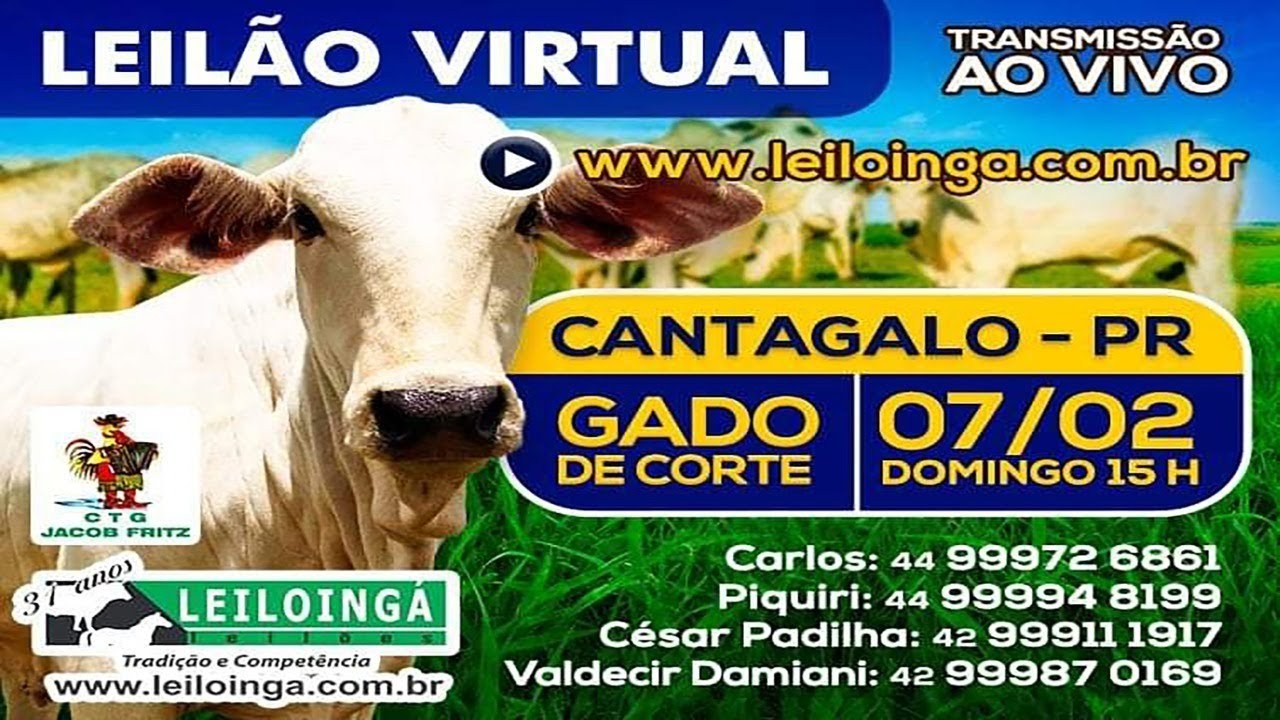 LEILÃO VIRTUAL
TRANSMISSÃO
AO VIVO
www.leiloinga.com.br
CANTAGALO - PR
GADO
DE CORTE
07/02
DOMINGO 15 H
CTG
JACOB FRITZ
37 anos
LEILOINGÁ
leilões
Tradição e Competência
www.leiloinga.com.br
Carlos: 44 99972 6861
Piquiri: 44 99994 8199
César Padilha: 42 99911 1917
Valdecir Damiani: 42 99987 0169